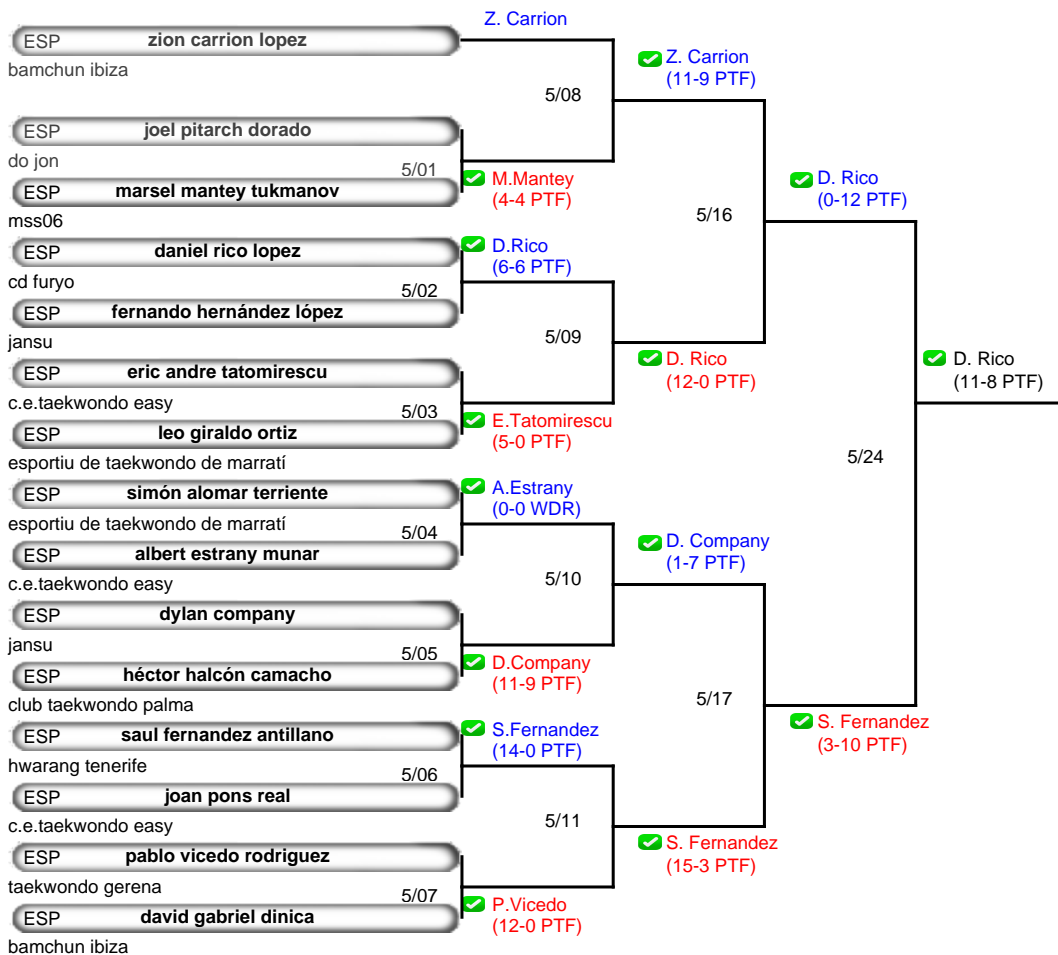 Z. Carrion
ESP zion carrion lopez
bamchun ibiza
Z. Carrion
(11-9 PTF)
5/08
ESP joel pitarch dorado
do jon
5/01
ESP marsel mantey tukmanov
mss06
M.Mantey
(4-4 PTF)
D. Rico
(0-12 PTF)
5/16
ESP daniel rico lopez
cd furyo
D.Rico
(6-6 PTF)
5/02
ESP fernando hernández lópez
jansu
5/09
ESP eric andre tatomirescu
c.e.taekwondo easy
D. Rico
(12-0 PTF)
D. Rico
(11-8 PTF)
5/03
ESP leo giraldo ortiz
esportiu de taekwondo de marratí
E.Tatomirescu
(5-0 PTF)
5/24
ESP simón alomar terriente
esportiu de taekwondo de marratí
A.Estrany
(0-0 WDR)
5/04
ESP albert estrany munar
c.e.taekwondo easy
D. Company
(1-7 PTF)
5/10
ESP dylan company
jansu
5/05
ESP héctor halcón camacho
club taekwondo palma
D.Company
(11-9 PTF)
5/17
ESP saul fernandez antillano
hwarang tenerife
S.Fernandez
(14-0 PTF)
S. Fernandez
(3-10 PTF)
5/06
ESP joan pons real
c.e.taekwondo easy
5/11
ESP pablo vicedo rodriguez
taekwondo gerena
S. Fernandez
(15-3 PTF)
5/07
ESP david gabriel dinica
bamchun ibiza
P.Vicedo
(12-0 PTF)